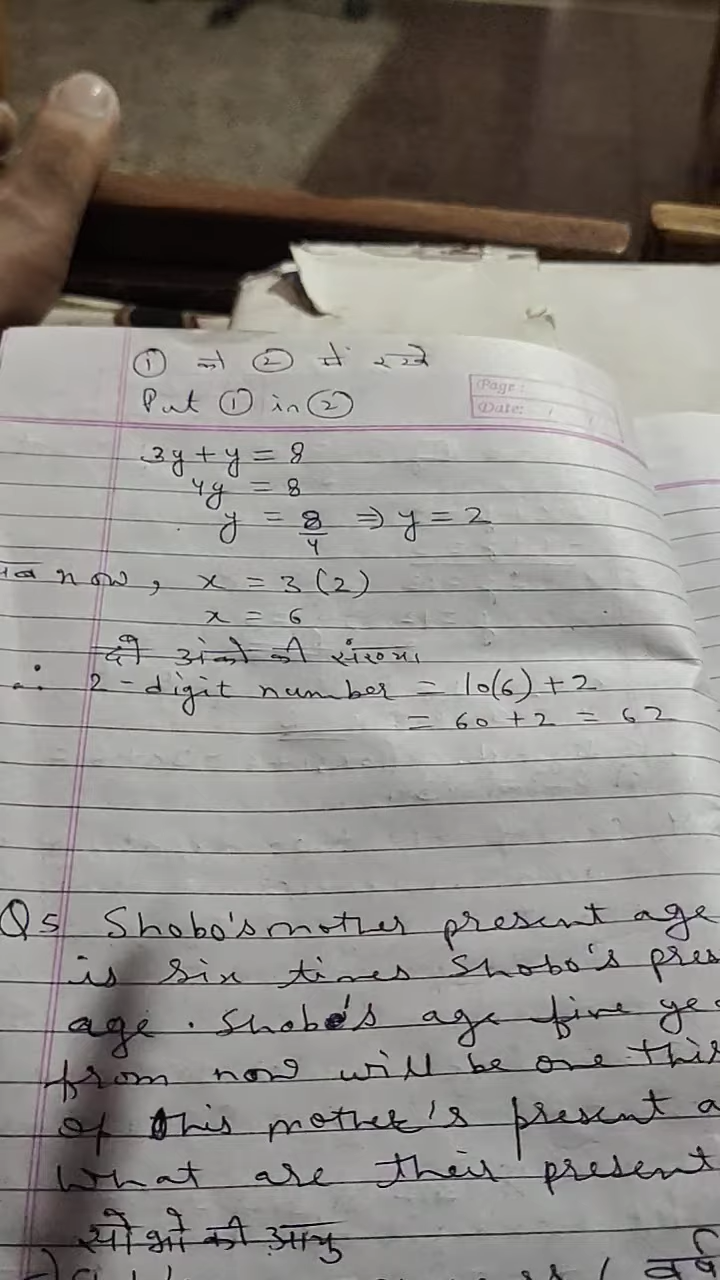 ① को ② में रखने
Put ① in ②
Page:
Date:
3y + y = 8
4y = 8
y = 8/4 ⇒ y = 2
now, x = 3(2)
x = 6
दो अंको की संख्या
∴ 2-digit number = 10(6) + 2
= 60 + 2 = 62
Q5 Shobo's mother present age
is six times Shobo's pres
age. Shobo's age five ye
from now will be one this
of this mother's present a
What are their present
की आयु